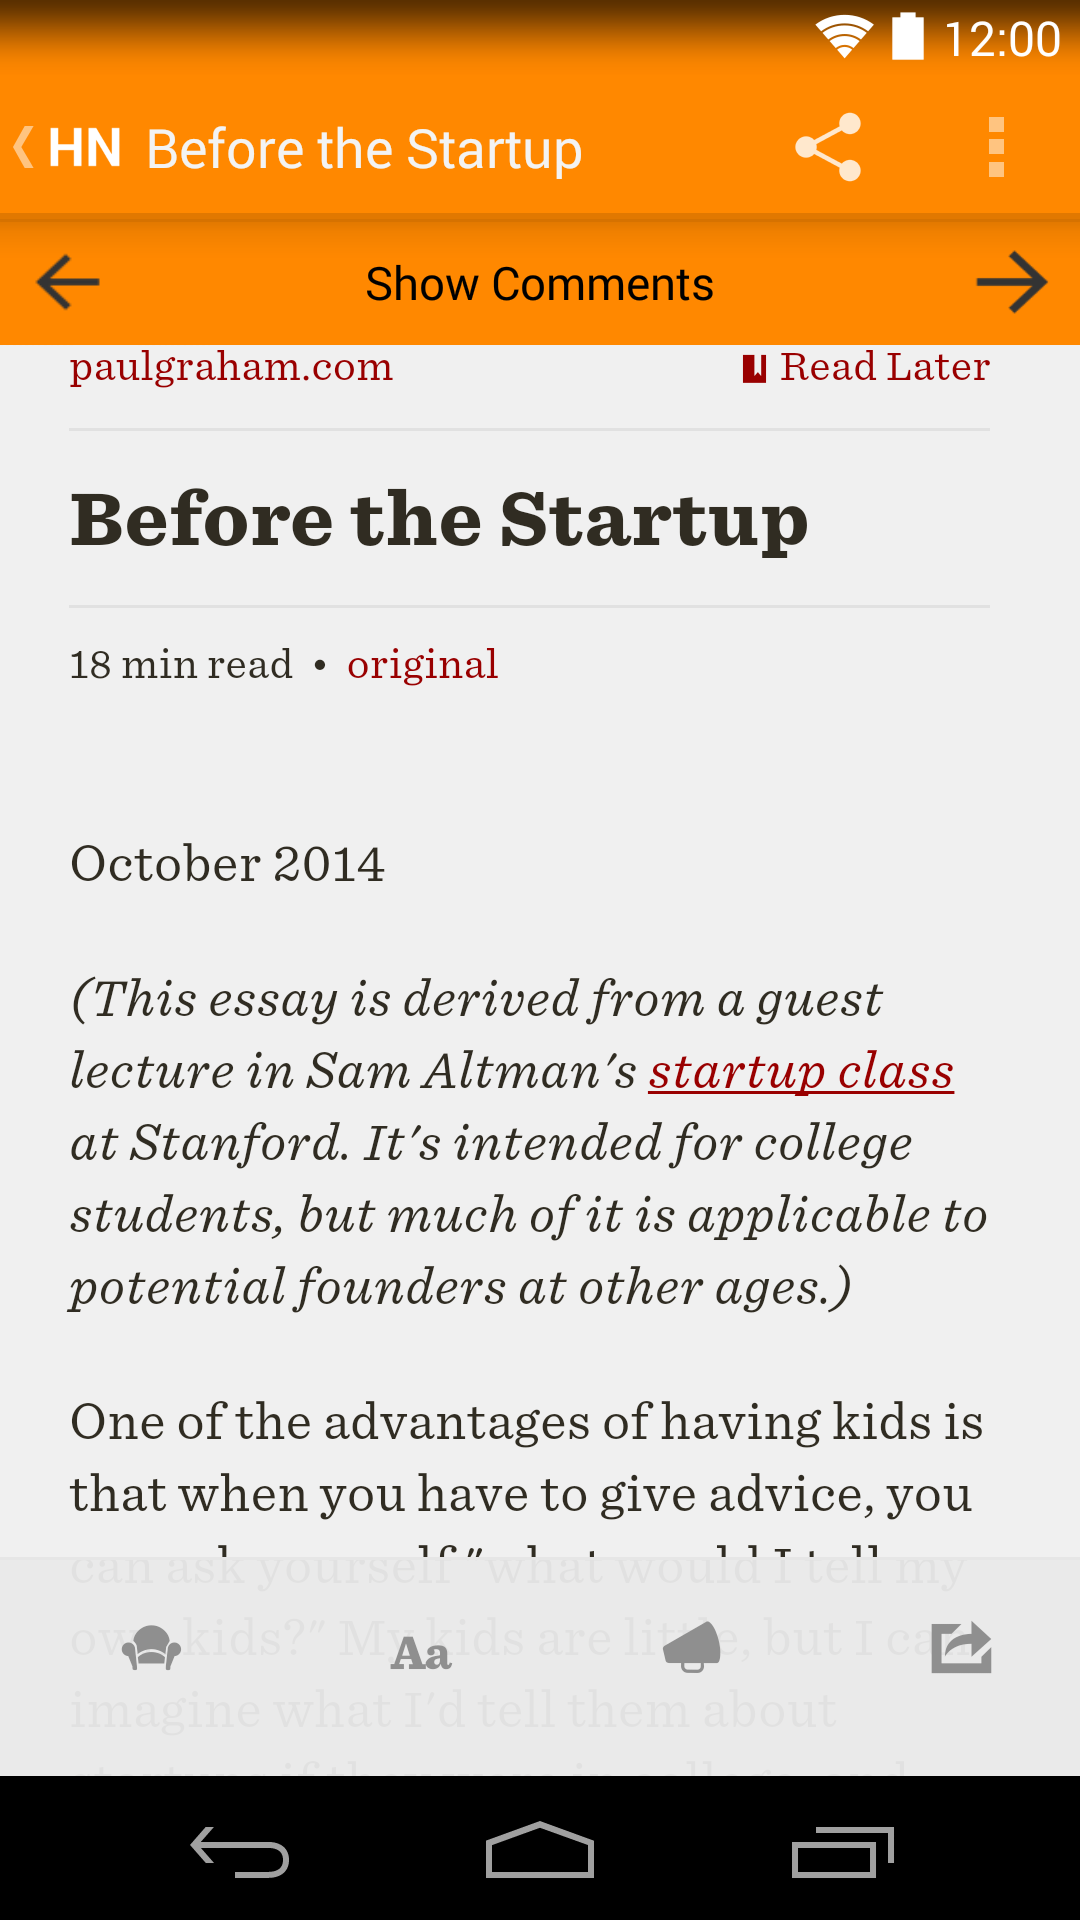 12:00
HN Before the Startup
Show Comments
paulgraham.com Read Later
Before the Startup
18 min read • original
October 2014
(This essay is derived from a guest
lecture in Sam Altman's startup class
at Stanford. It's intended for college
students, but much of it is applicable to
potential founders at other ages.)
One of the advantages of having kids is
that when you have to give advice, you
can ask yourself "what would I tell my
own kids?" My kids are little, but I can
Aa
imagine what I'd tell them about